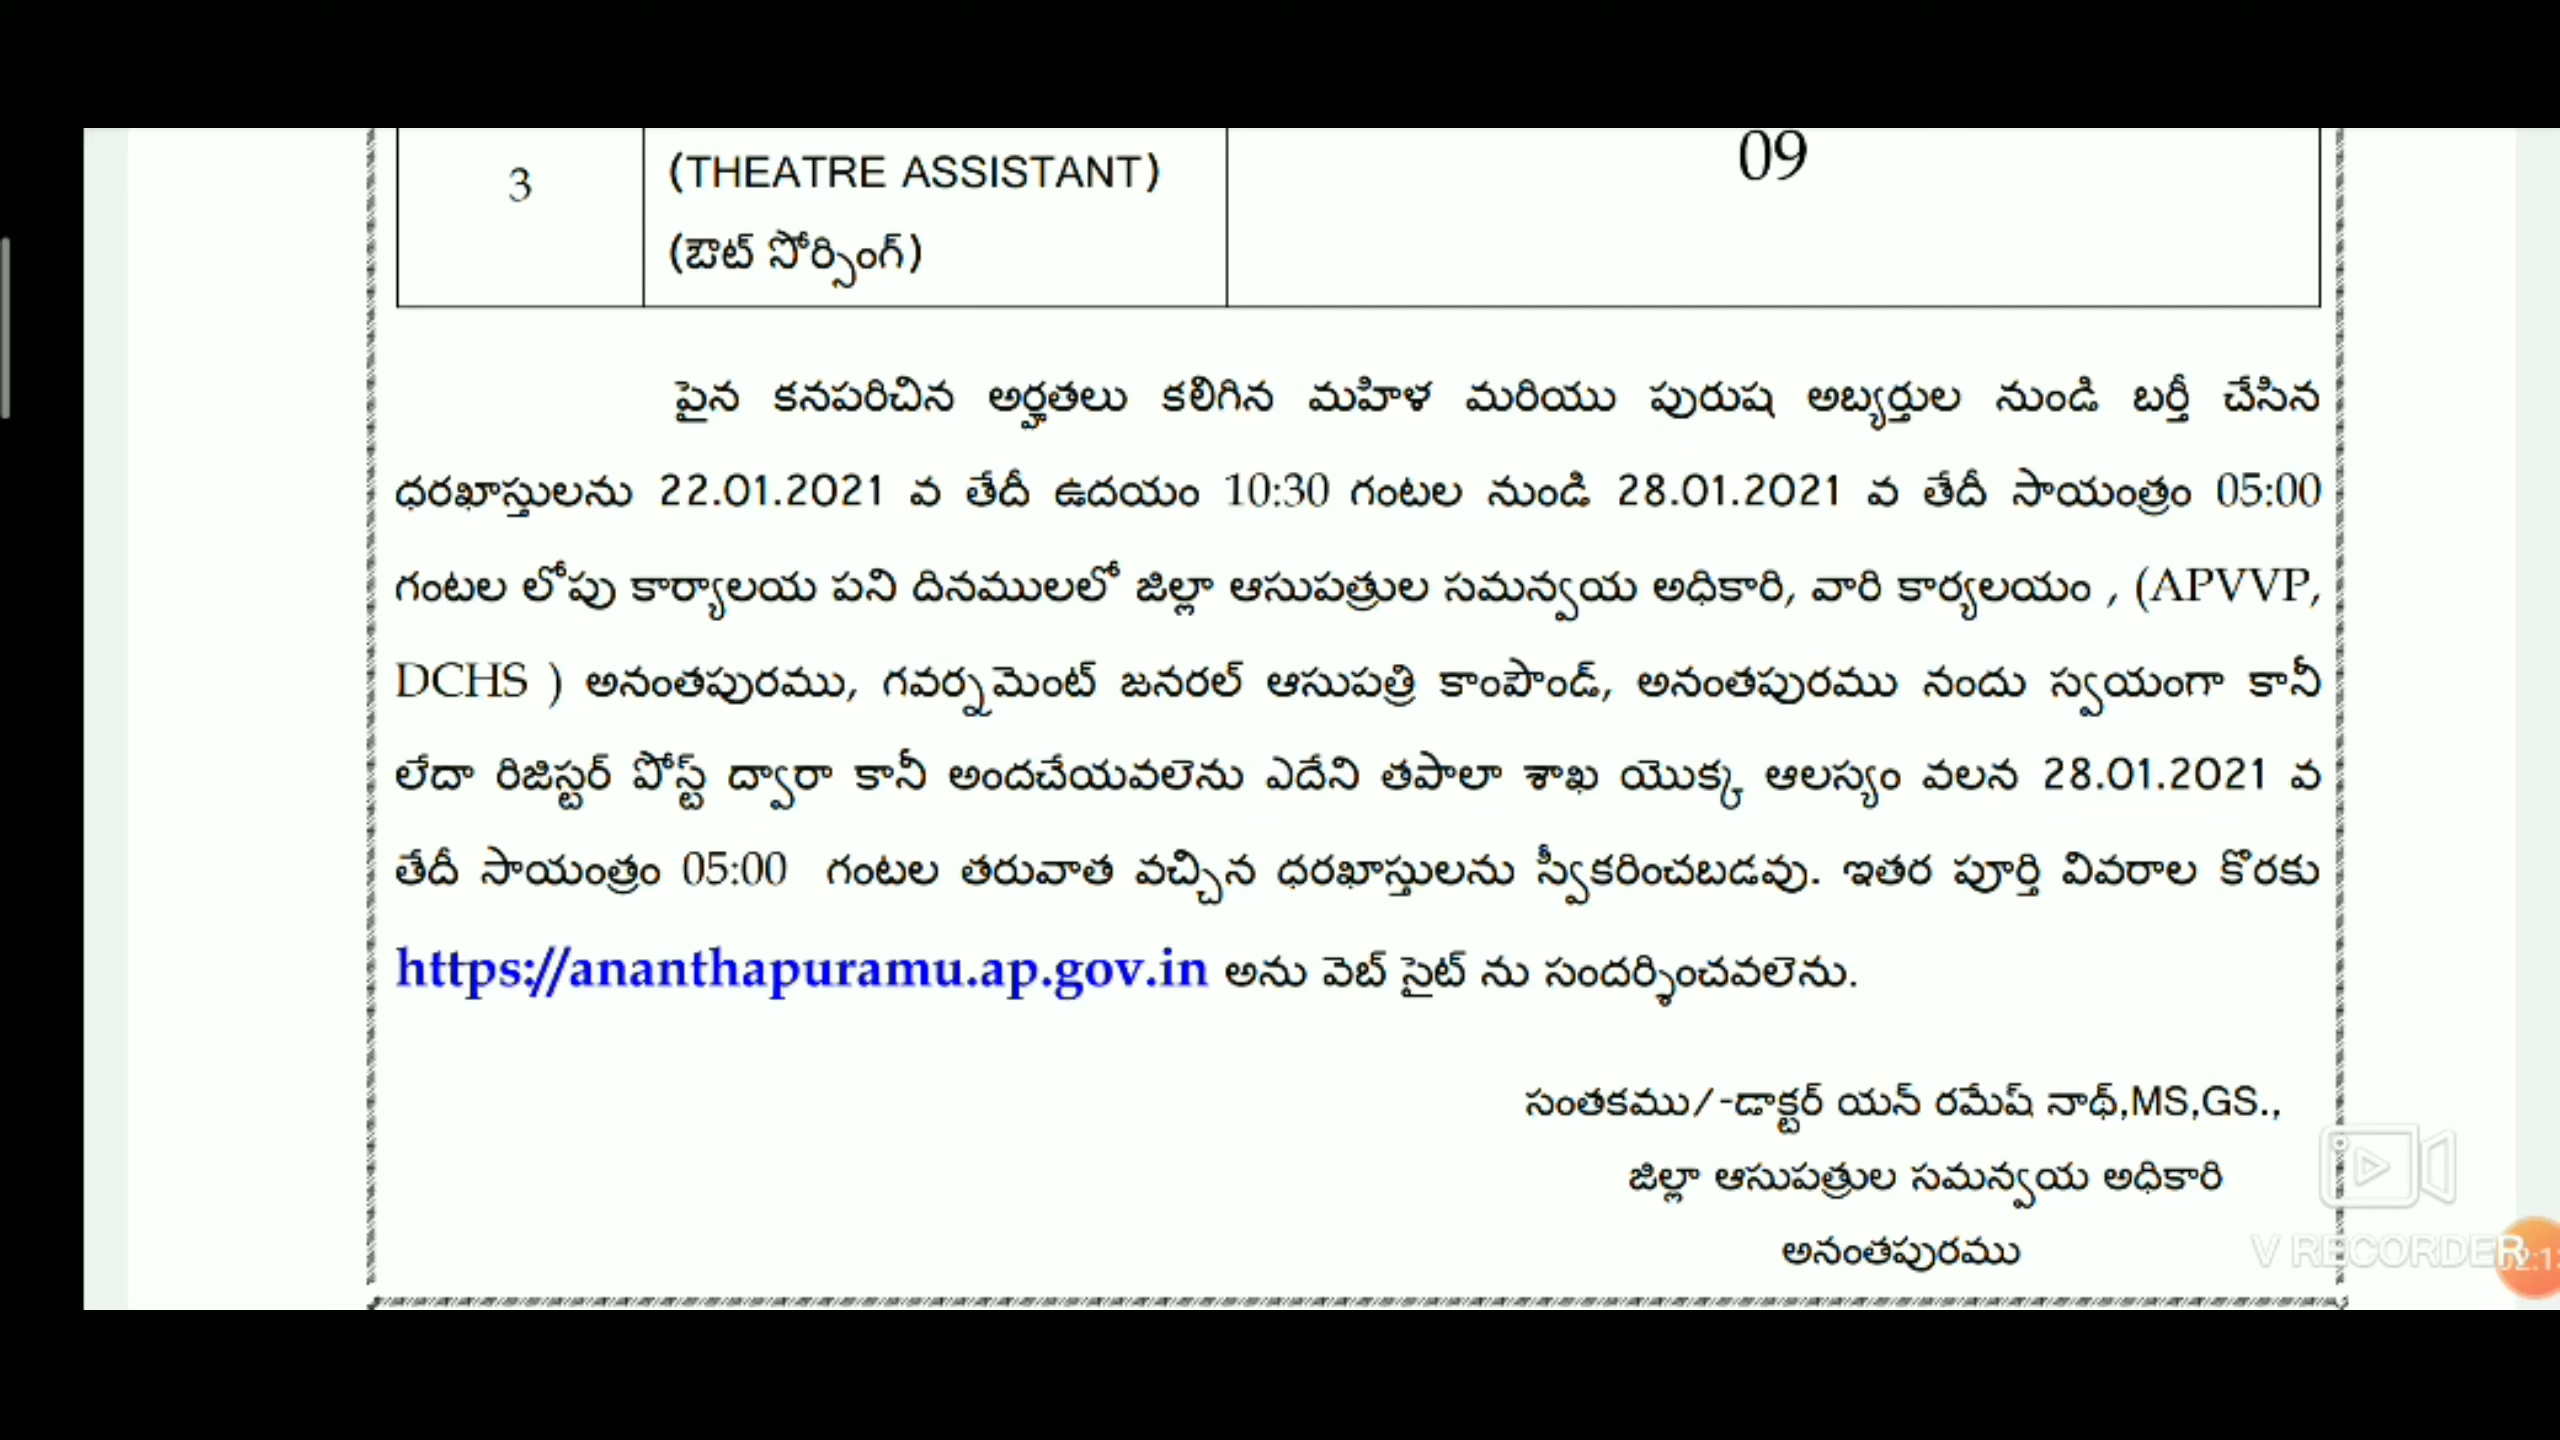 3
(THEATRE ASSISTANT)
09
(ఔట్ సోర్సింగ్)
పైన కనపరిచిన అర్హతలు కలిగిన మహిళ మరియు పురుష అబ్యర్తుల నుండి బర్తీ చేసిన
ధరఖాస్తులను 22.01.2021 వ తేదీ ఉదయం 10:30 గంటల నుండి 28.01.2021 వ తేదీ సాయంత్రం 05:00
గంటల లోపు కార్యాలయ పని దినములలో జిల్లా ఆసుపత్రుల సమన్వయ అధికారి, వారి కార్యలయం , (APVVP,
DCHS ) అనంతపురము, గవర్నమెంట్ జనరల్ ఆసుపత్రి కాంపౌండ్, అనంతపురము నందు స్వయంగా కానీ
లేదా రిజిస్టర్ పోస్ట్ ద్వారా కానీ అందచేయవలెను ఎదేని తపాలా శాఖ యొక్క ఆలస్యం వలన 28.01.2021 వ
తేదీ సాయంత్రం 05:00 గంటల తరువాత వచ్చిన ధరఖాస్తులను స్వీకరించబడవు. ఇతర పూర్తి వివరాల కొరకు
https://ananthapuramu.ap.gov.in అను వెబ్ సైట్ ను సందర్శించవలెను.
సంతకము/-డాక్టర్ యన్ రమేష్ నాథ్,MS,GS.,
జిల్లా ఆసుపత్రుల సమన్వయ అధికారి
అనంతపురము
V RECORDER